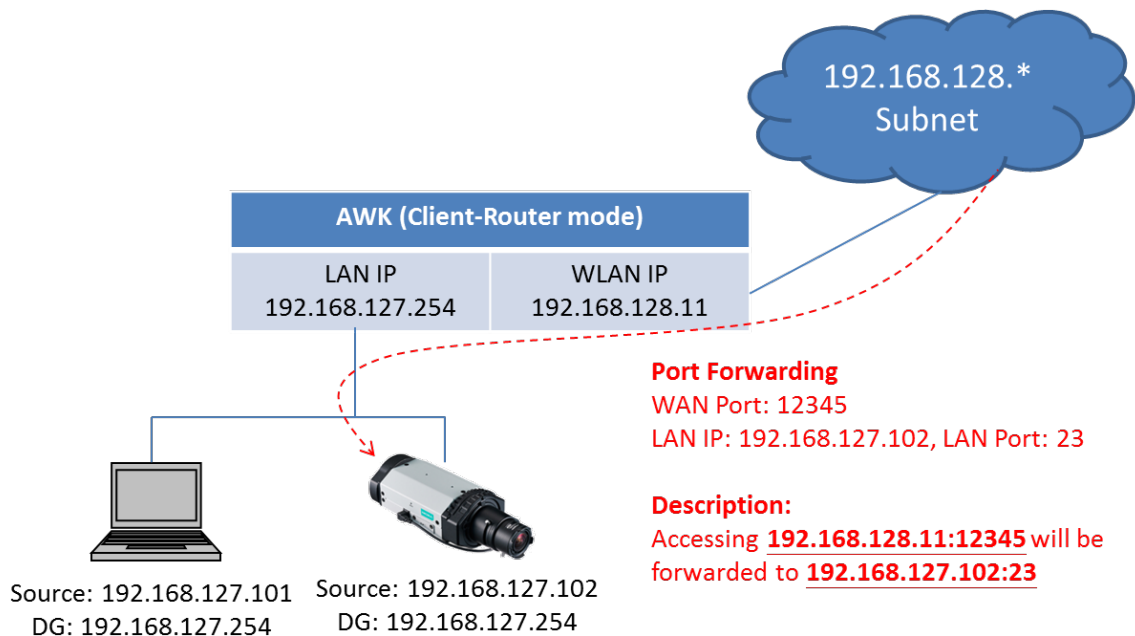 192.168.128.*
Subnet
AWK (Client-Router mode)
LAN IP
192.168.127.254
WLAN IP
192.168.128.11
Port Forwarding
WAN Port: 12345
LAN IP: 192.168.127.102, LAN Port: 23
Description:
Accessing 192.168.128.11:12345 will be
forwarded to 192.168.127.102:23
Source: 192.168.127.101
DG: 192.168.127.254
Source: 192.168.127.102
DG: 192.168.127.254